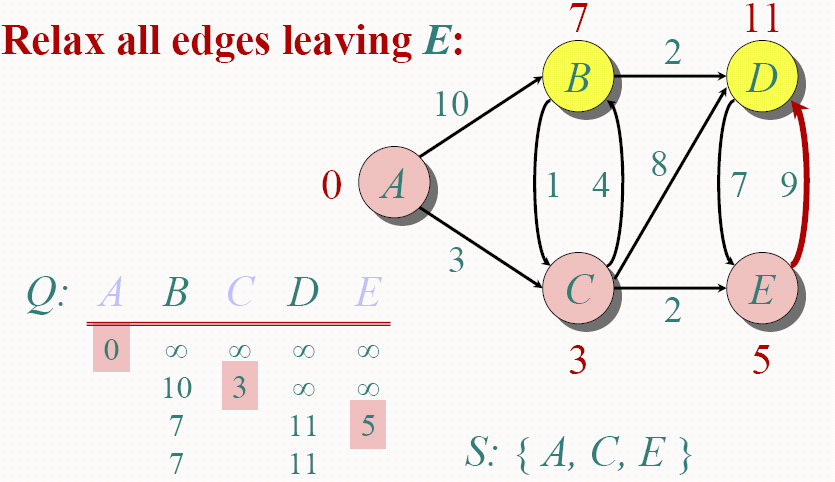 7 11
Relax all edges leaving E:
B 2 D
10
8
0 A 1 4 7 9
3
Q: A B C D E
C 2 E
0 ∞ ∞ ∞ ∞
3 5
10 3 ∞ ∞
7 11 5
7 11
S: { A, C, E }